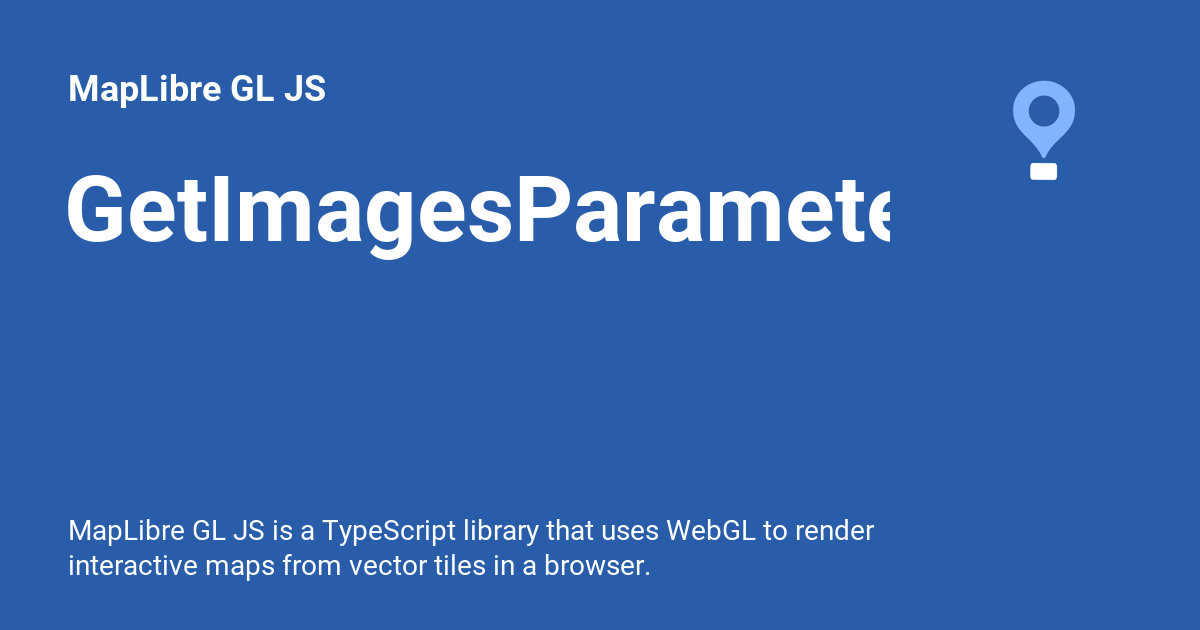 MapLibre GL JS
GetImagesParamete
MapLibre GL JS is a TypeScript library that uses WebGL to render
interactive maps from vector tiles in a browser.